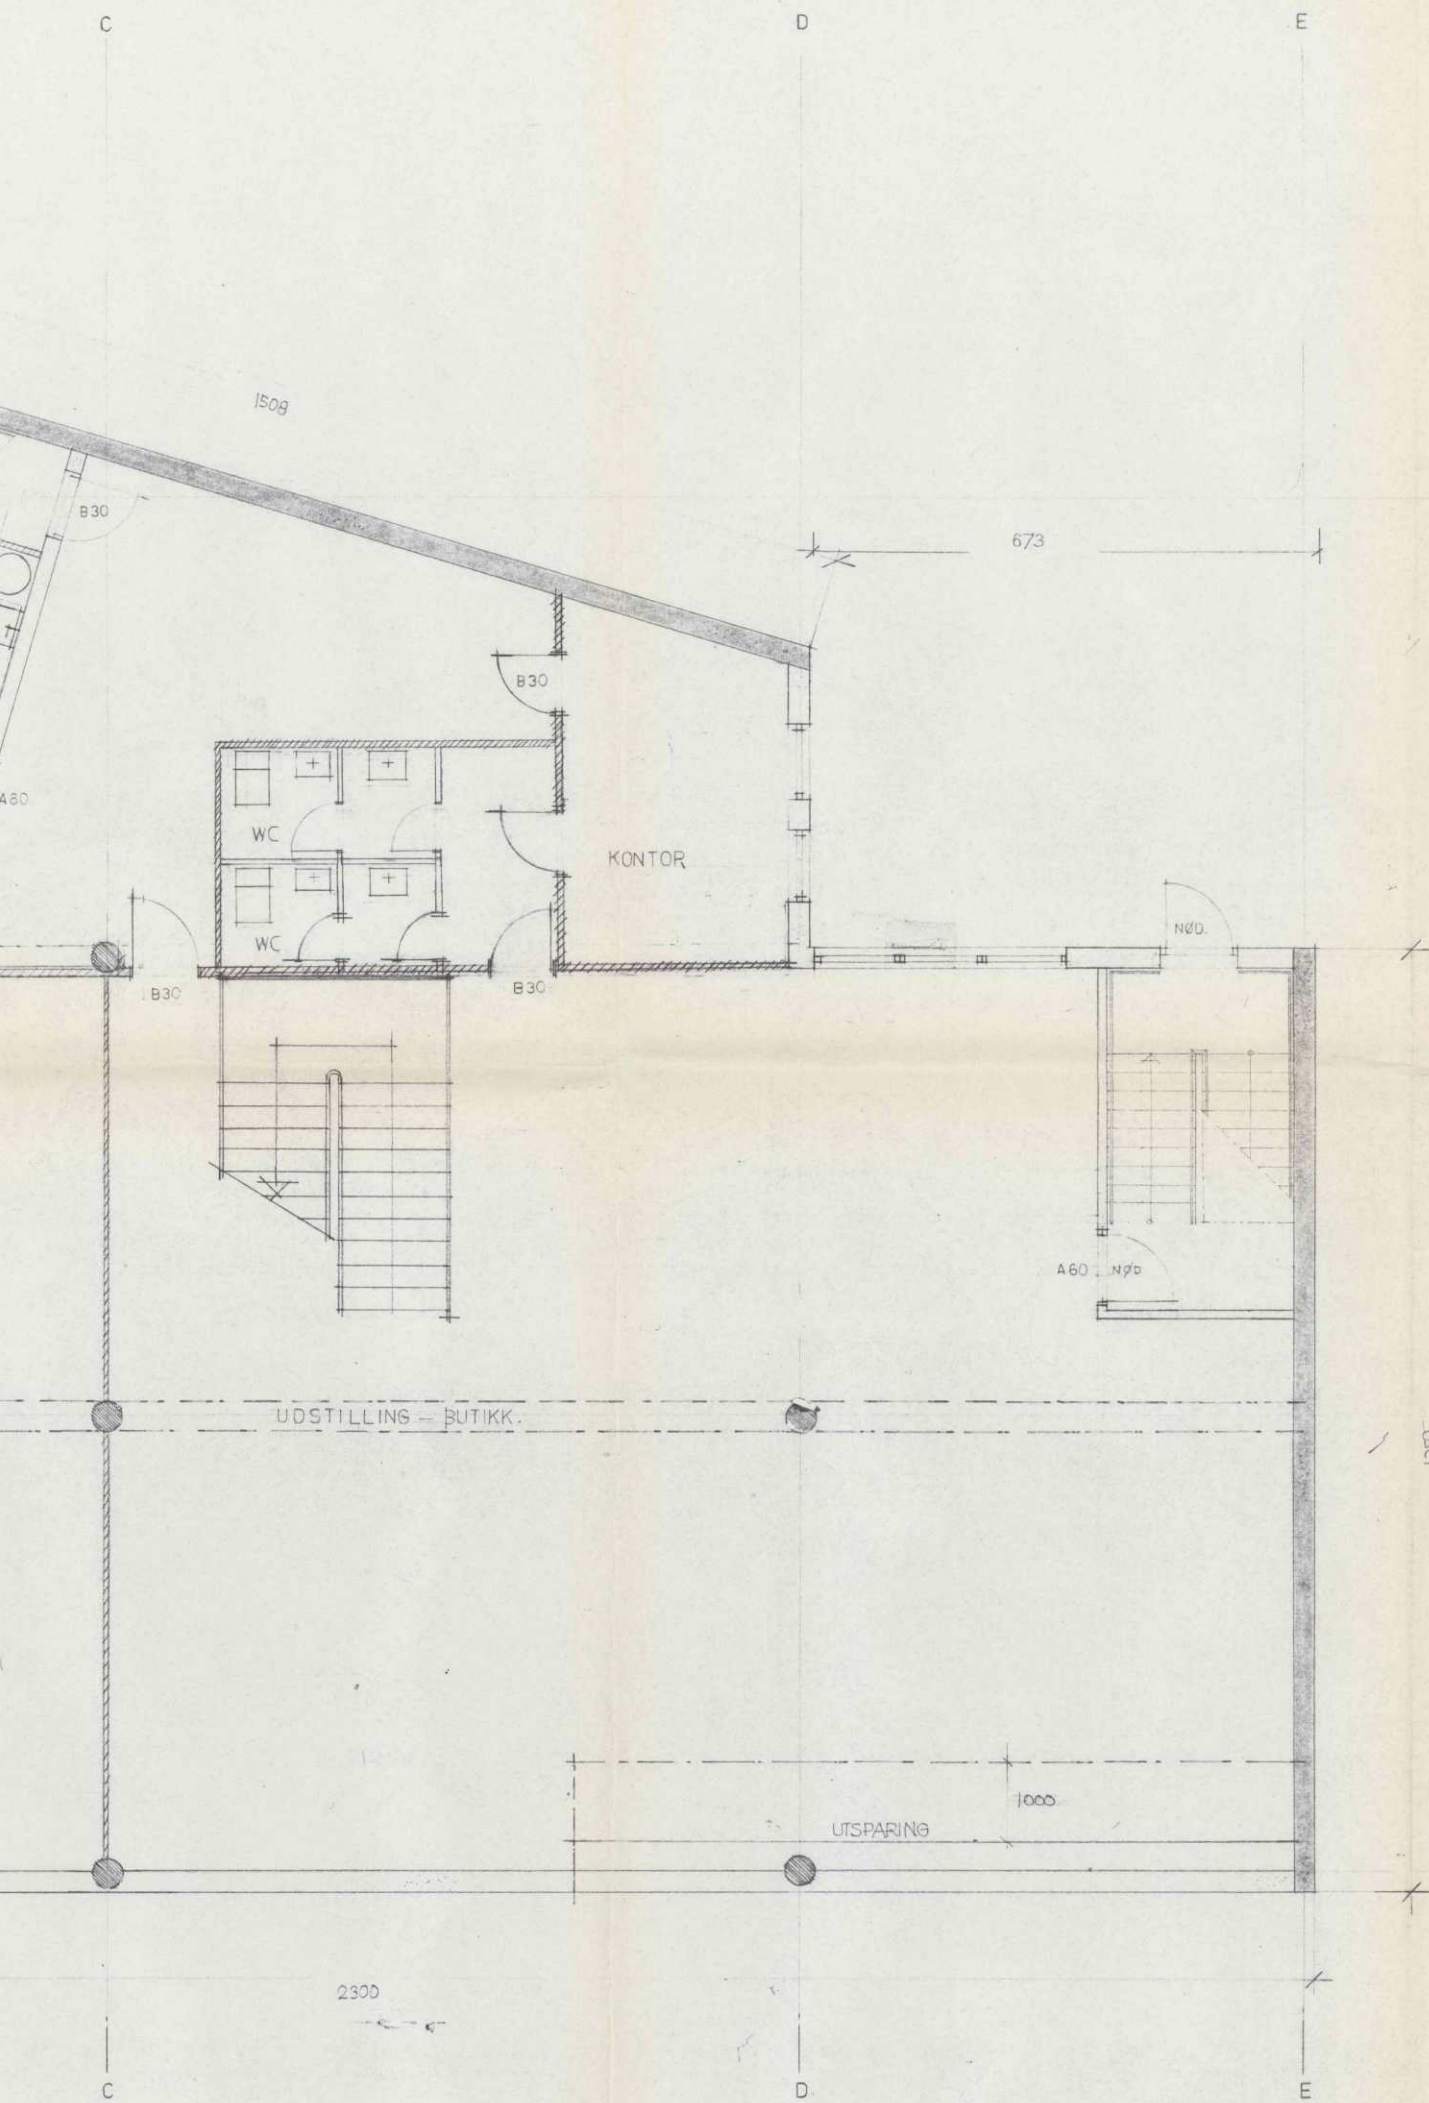 C
D
E
1508
B30
673
B30
A60
WC
KONTOR
WC
NØD.
B30
B30
A60
NØD
UDSTILLING – BUTIKK.
1000
UTSPARING
2300
C
D
E